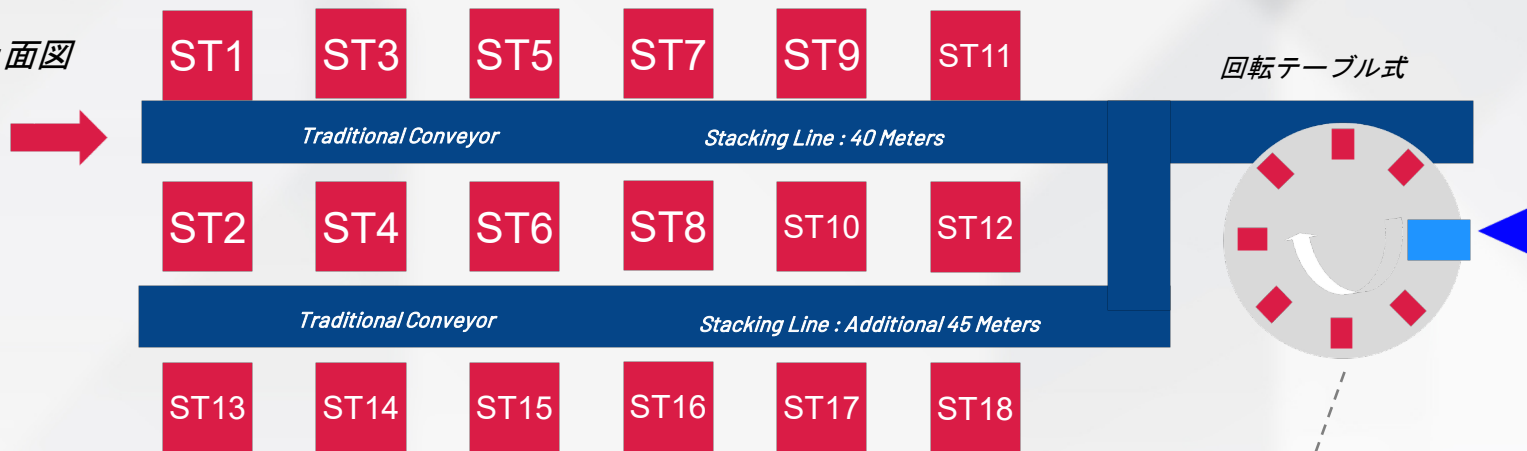 ST1 ST3 ST5 ST7 ST9 ST11
面図
回転テーブル式
Traditional Conveyor Stacking Line : 40 Meters
ST2 ST4 ST6 ST8 ST10 ST12
Traditional Conveyor Stacking Line : Additional 45 Meters
ST13 ST14 ST15 ST16 ST17 ST18